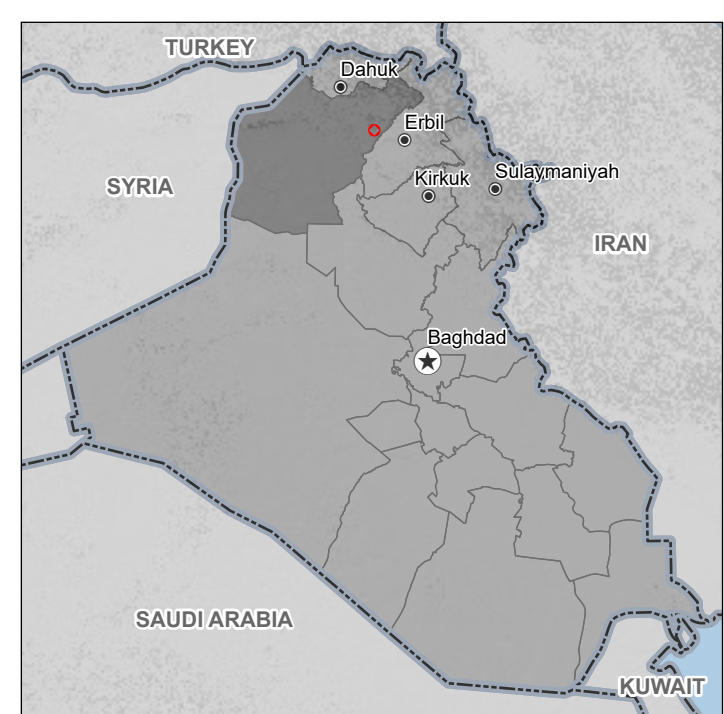 TURKEY
Dahuk
Erbil
SYRIA
Kirkuk
Sulaymaniyah
IRAN
Baghdad
SAUDI ARABIA
KUWAIT